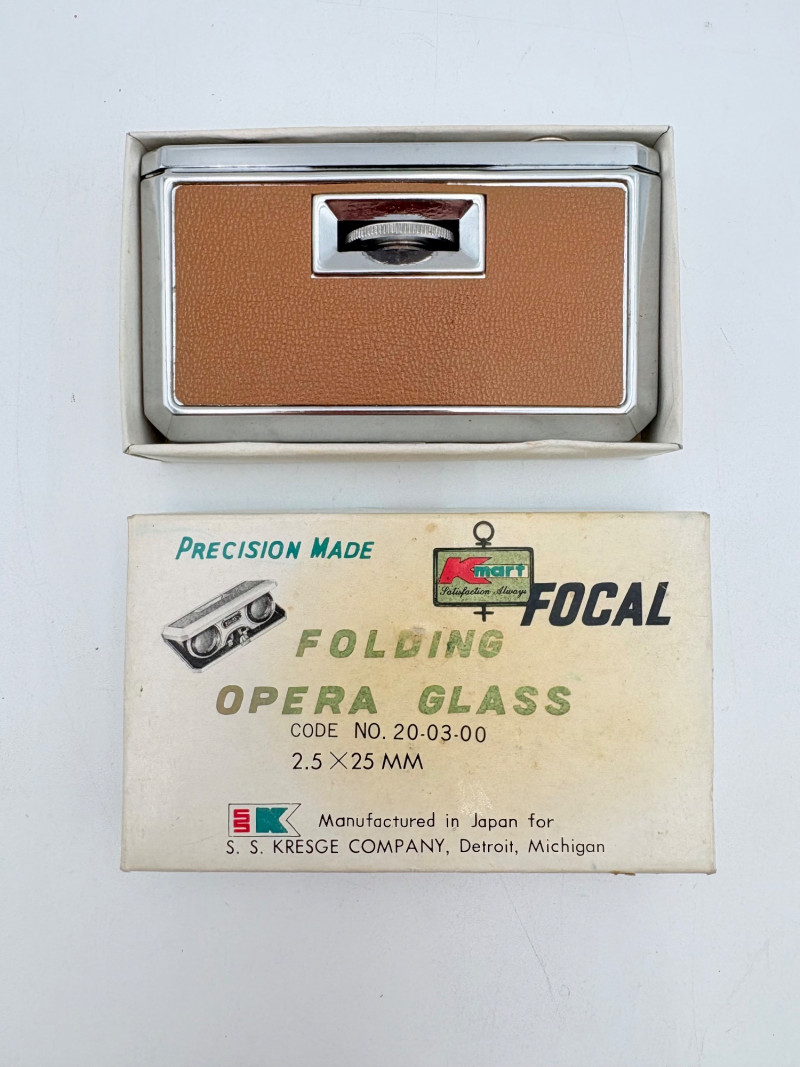 PRECISION MADE
Kmart
Satisfaction Always
FOCAL
FOLDING
OPERA GLASS
CODE NO. 20-03-00
2.5 X 25 MM
SS K Manufactured in Japan for
S. S. KRESGE COMPANY, Detroit, Michigan